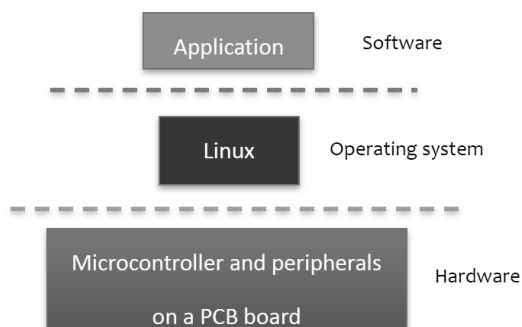 Application
Software
Linux
Operating system
Microcontroller and peripherals
on a PCB board
Hardware